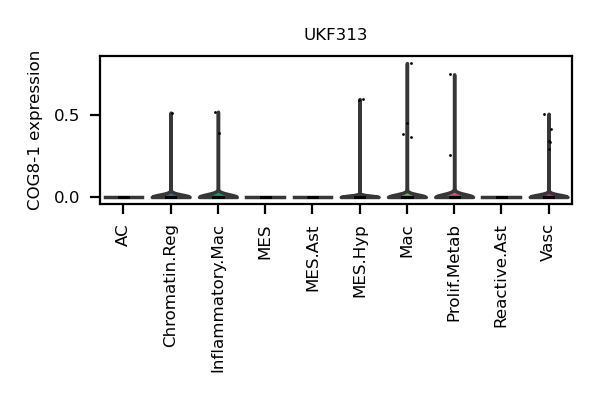 UKF313
COG8-1 expression
0.5
0.0
AC
Chromatin.Reg
Inflammatory.Mac
MES
MES.Ast
MES.Hyp
Mac
Prolif.Metab
Reactive.Ast
Vasc